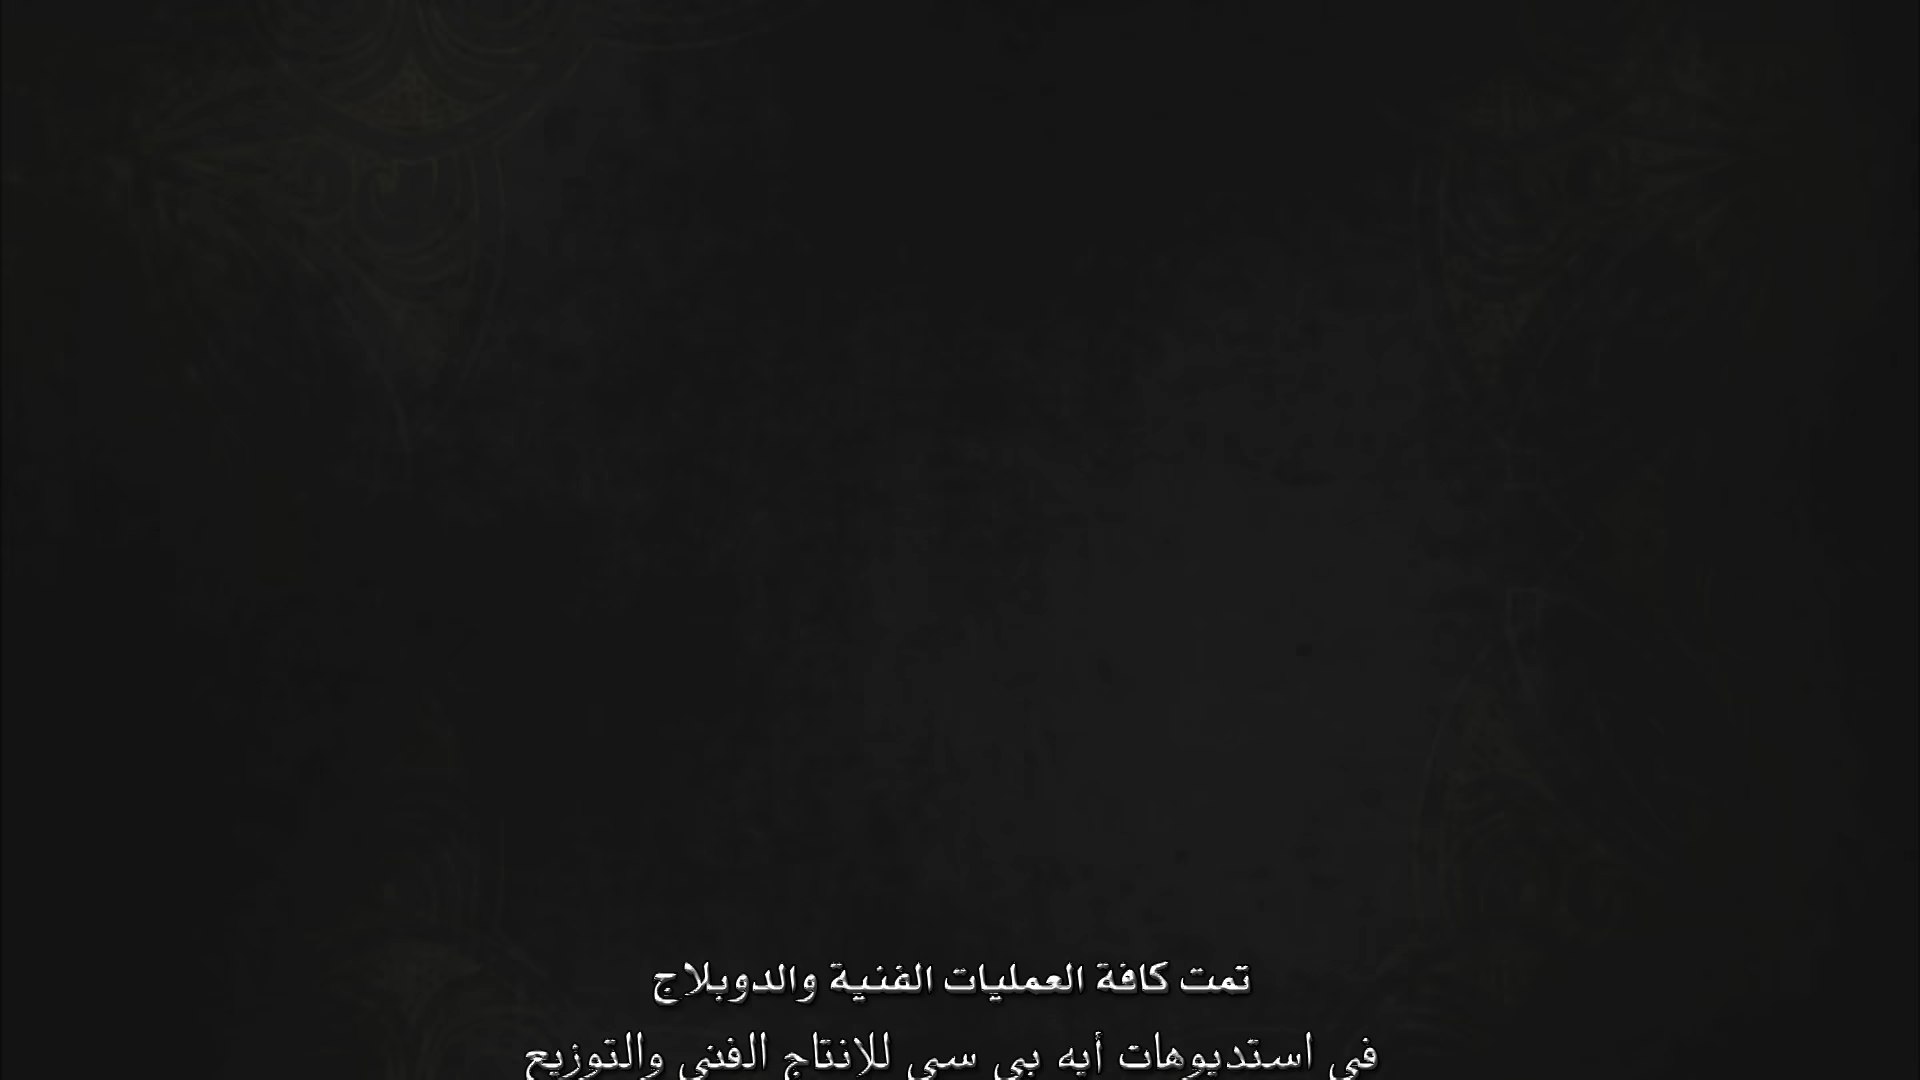 تمت كافة العمليات الفنية والدوبلاج
في استديوهات أيه بي سي للانتاج الفني والتوزيع